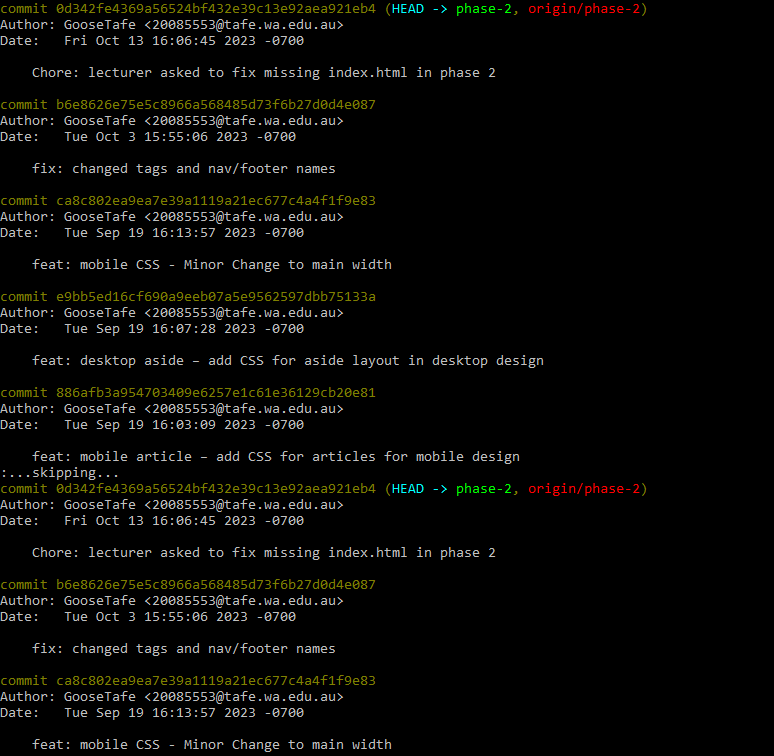 commit 0d342fe4369a56524bf432e39c13e92aea921eb4 (HEAD -> phase-2, origin/phase-2)
Author: GooseTafe <20085553@tafe.wa.edu.au>
Date:   Fri Oct 13 16:06:45 2023 -0700
Chore: lecturer asked to fix missing index.html in phase 2
commit b6e8626e75e5c8966a568485d73f6b27d0d4e087
Author: GooseTafe <20085553@tafe.wa.edu.au>
Date:   Tue Oct 3 15:55:06 2023 -0700
fix: changed tags and nav/footer names
commit ca8c802ea9ea7e39a1119a21ec677c4a4f1f9e83
Author: GooseTafe <20085553@tafe.wa.edu.au>
Date:   Tue Sep 19 16:13:57 2023 -0700
feat: mobile CSS - Minor Change to main width
commit e9bb5ed16cf690a9eeb07a5e9562597dbb75133a
Author: GooseTafe <20085553@tafe.wa.edu.au>
Date:   Tue Sep 19 16:07:28 2023 -0700
feat: desktop aside – add CSS for aside layout in desktop design
commit 886afb3a954703409e6257e1c61e36129cb20e81
Author: GooseTafe <20085553@tafe.wa.edu.au>
Date:   Tue Sep 19 16:03:09 2023 -0700
feat: mobile article – add CSS for articles for mobile design
:...skipping...
commit 0d342fe4369a56524bf432e39c13e92aea921eb4 (HEAD -> phase-2, origin/phase-2)
Author: GooseTafe <20085553@tafe.wa.edu.au>
Date:   Fri Oct 13 16:06:45 2023 -0700
Chore: lecturer asked to fix missing index.html in phase 2
commit b6e8626e75e5c8966a568485d73f6b27d0d4e087
Author: GooseTafe <20085553@tafe.wa.edu.au>
Date:   Tue Oct 3 15:55:06 2023 -0700
fix: changed tags and nav/footer names
commit ca8c802ea9ea7e39a1119a21ec677c4a4f1f9e83
Author: GooseTafe <20085553@tafe.wa.edu.au>
Date:   Tue Sep 19 16:13:57 2023 -0700
feat: mobile CSS - Minor Change to main width